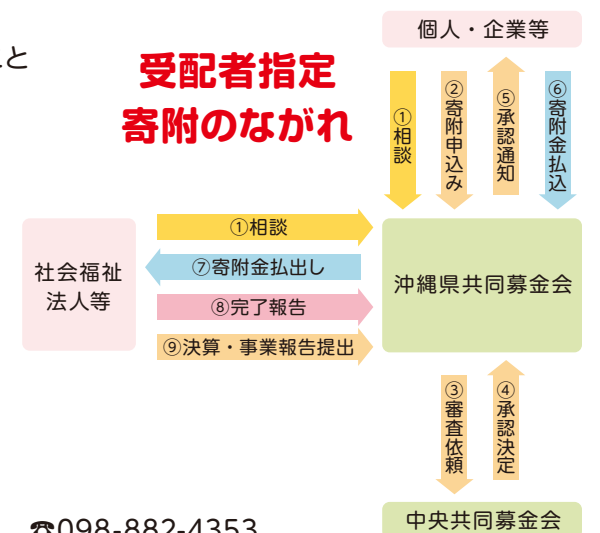 と
受配者指定
寄附のながれ
個人・企業等
①相談
②寄附申込み
⑤承認通知
⑥寄附金払込
社会福祉
法人等
①相談
⑦寄附金払出し
⑧完了報告
⑨決算・事業報告提出
沖縄県共同募金会
③審査依頼
④承認決定
中央共同募金会
☎098-882-4353